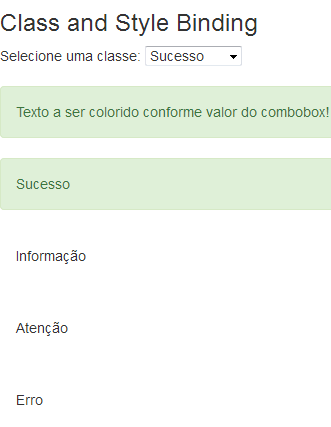 Class and Style Binding
Selecione uma classe: Sucesso
Texto a ser colorido conforme valor do combobox!
Sucesso
Informação
Atenção
Erro